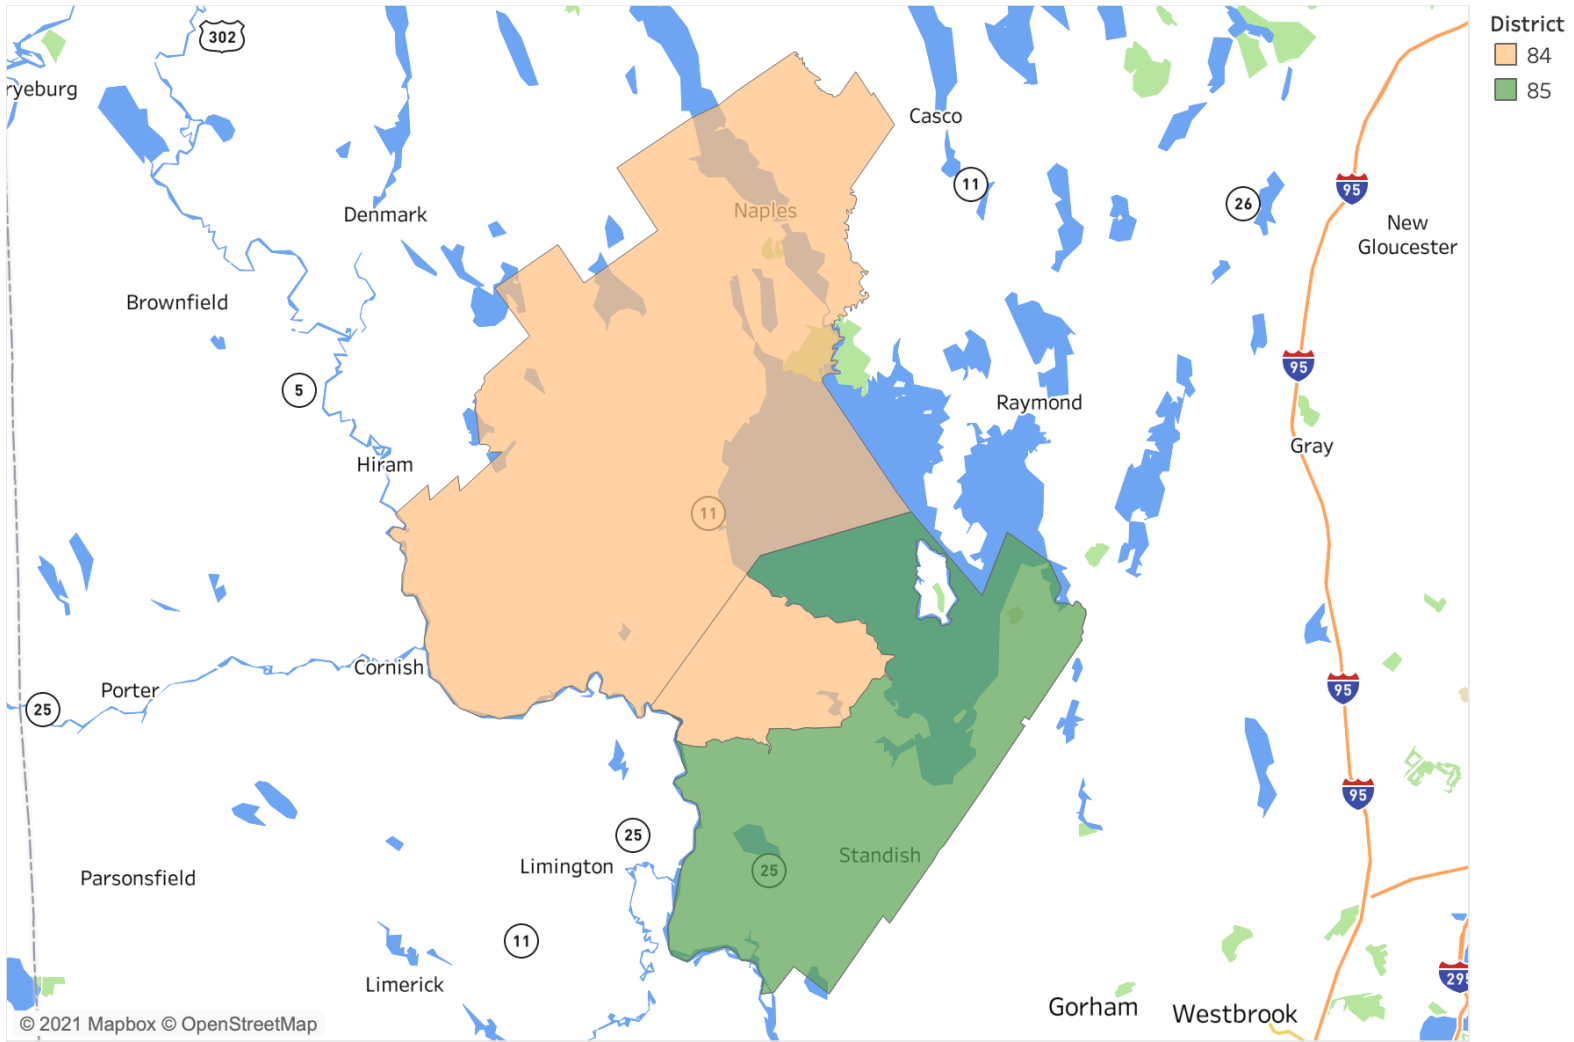 District
84
85
302
ryeburg
Casco
11
95
26
Denmark
Naples
New
Gloucester
Brownfield
95
5
Raymond
Gray
Hiram
11
Cornish
Porter
25
95
95
25
Limington
Standish
25
Parsonsfield
11
Limerick
295
Gorham
Westbrook
© 2021 Mapbox © OpenStreetMap